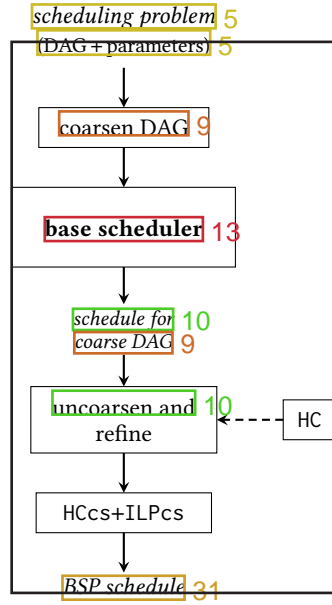 scheduling problem 5
(DAG + parameters) 5
coarsen DAG 9
base scheduler 13
schedule for 10
coarse DAG 9
uncoarsen and 10
refine
HC
HCcs+ILPcs
BSP schedule 31